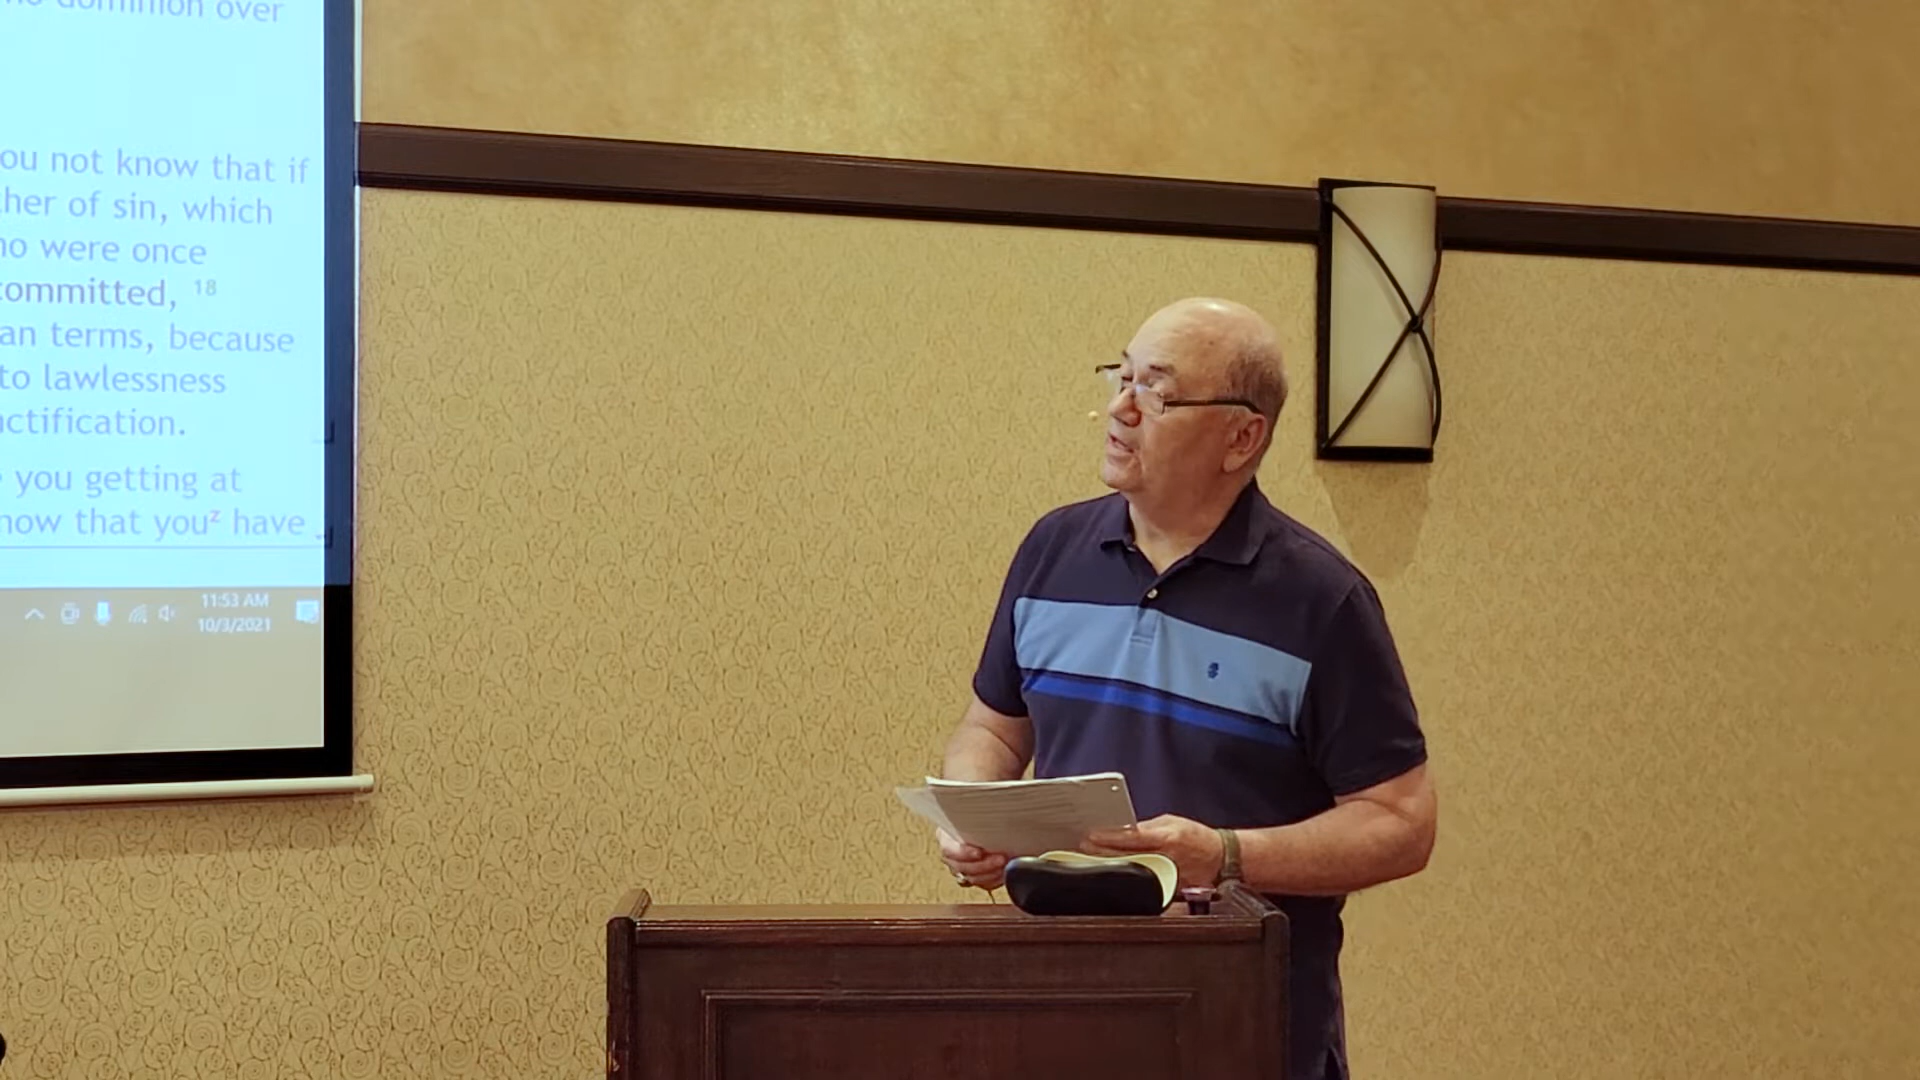 dominion over
ou not know that if
her of sin, which
o were once
committed, 18
an terms, because
to lawlessness
ctification.
you getting at
now that youz have
11:53 AM
10/3/2021